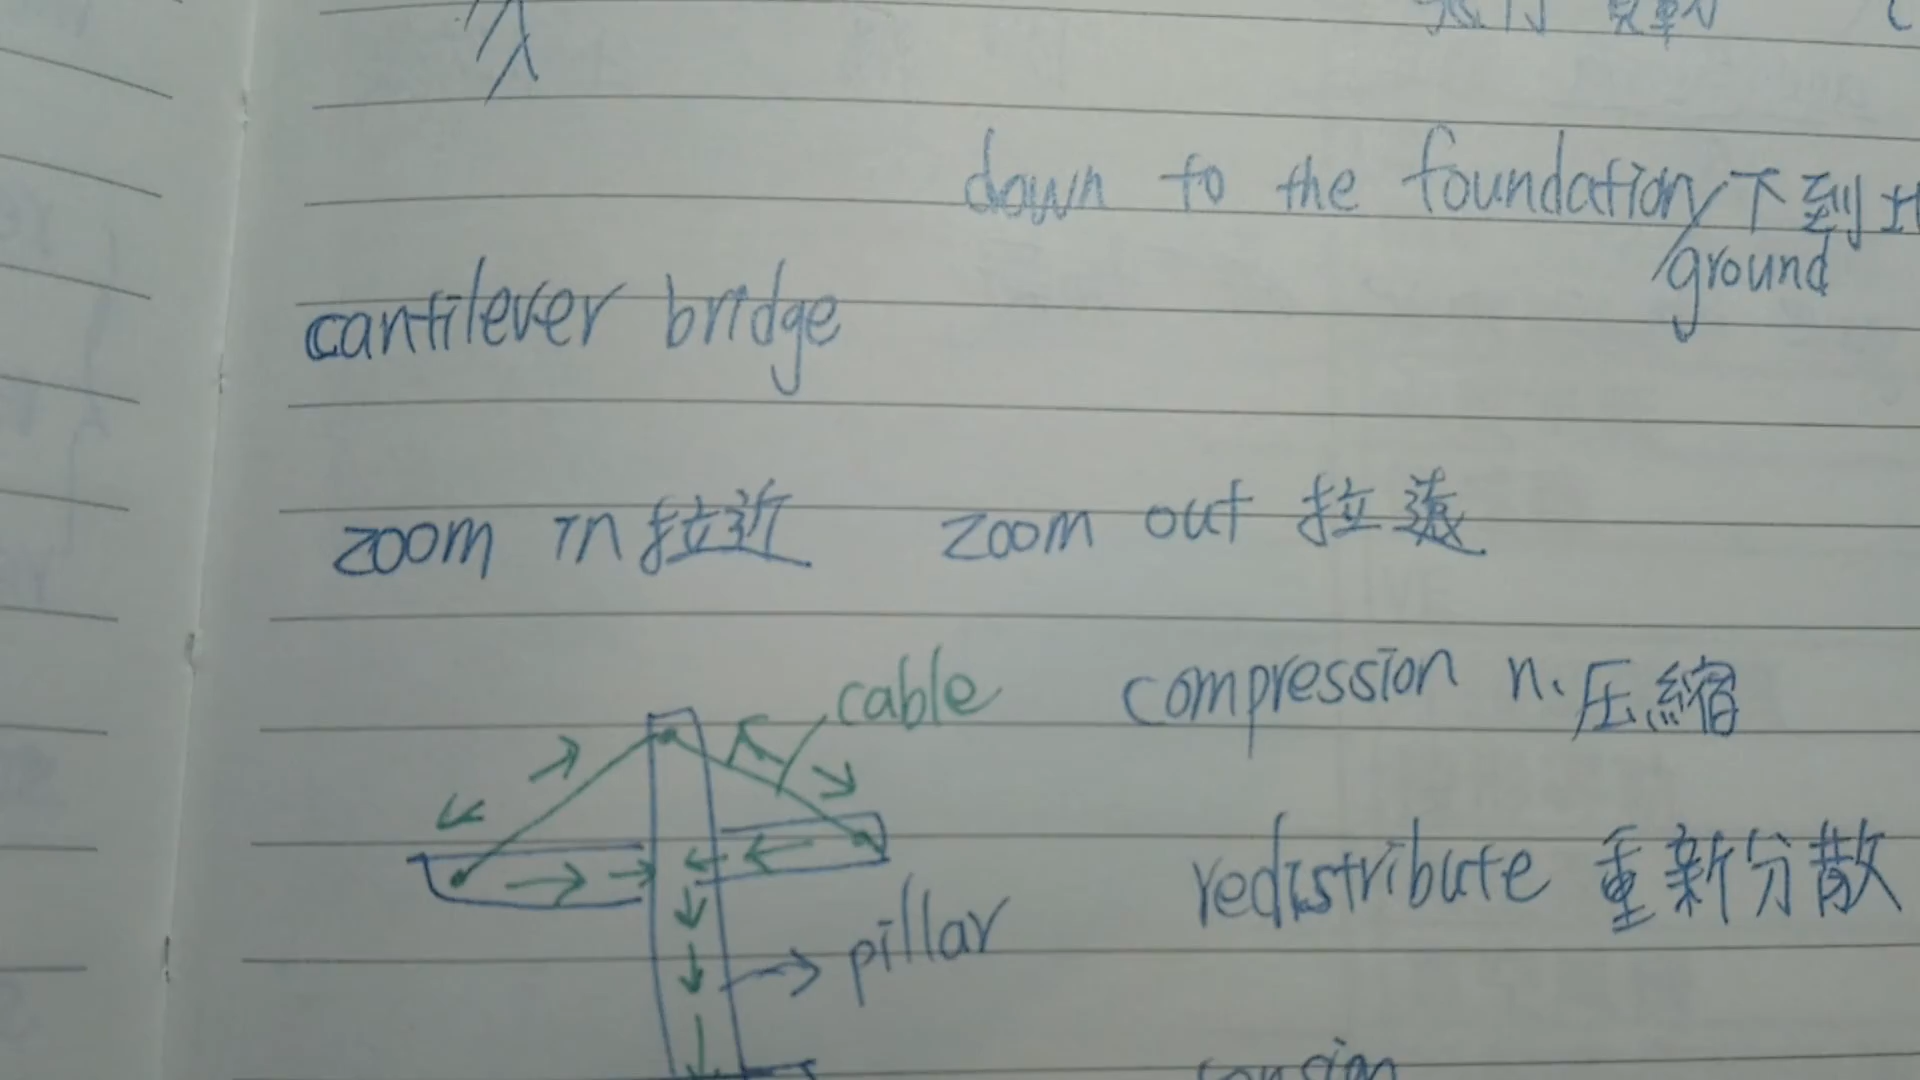 down to the foundation/下到
/ground
cantilever bridge
zoom in 拉近 zoom out 拉遠
cable
compression n. 压縮
redistribute 重新分散
pillar